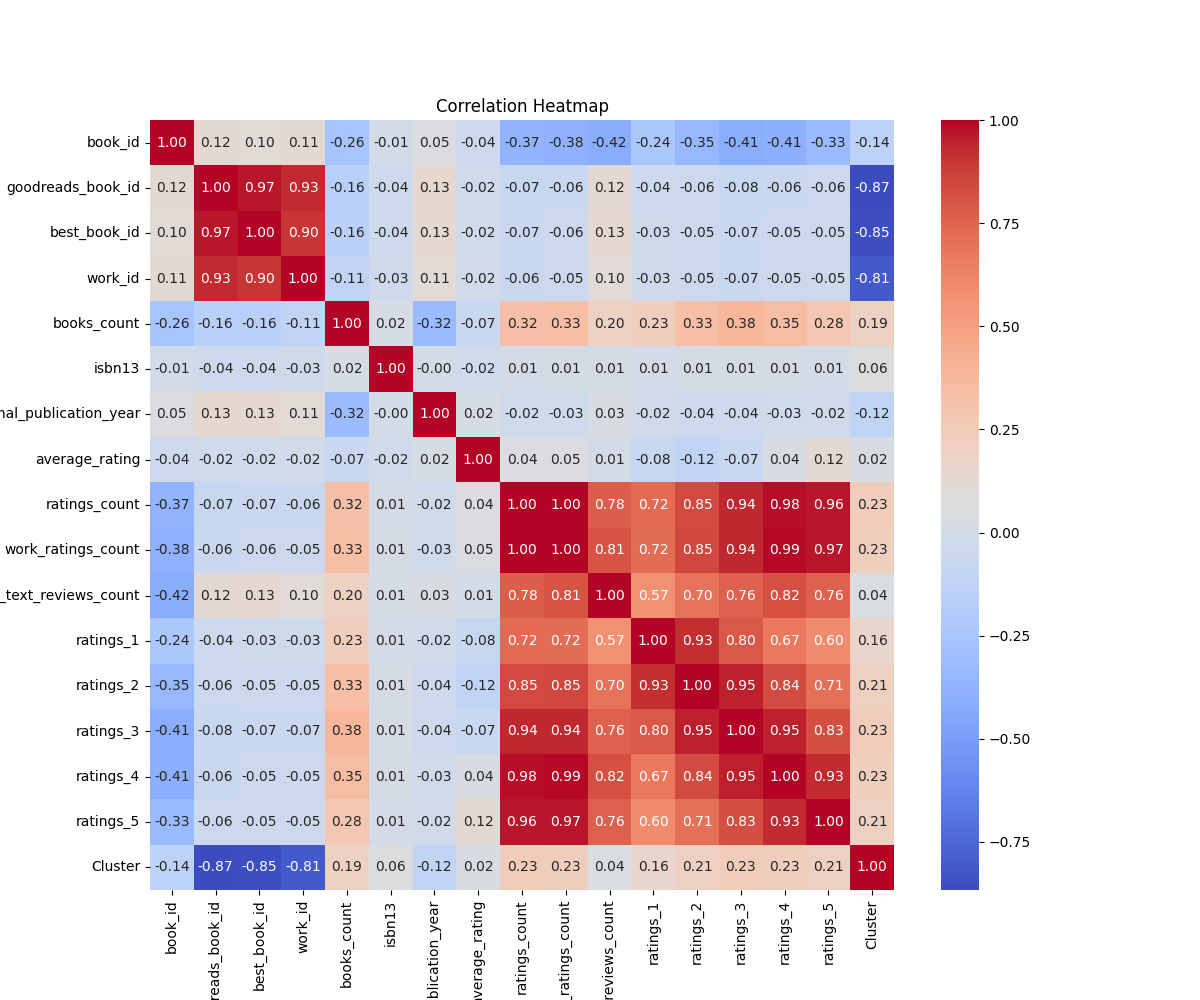 Correlation Heatmap
book_id 1.00 0.12 0.10 0.11 -0.26 -0.01 0.05 -0.04 -0.37 -0.38 -0.42 -0.24 -0.35 -0.41 -0.41 -0.33 -0.14
goodreads_book_id 0.12 1.00 0.97 0.93 -0.16 -0.04 0.13 -0.02 -0.07 -0.06 0.12 -0.04 -0.06 -0.08 -0.06 -0.06 -0.87
best_book_id 0.10 0.97 1.00 0.90 -0.16 -0.04 0.13 -0.02 -0.07 -0.06 0.13 -0.03 -0.05 -0.07 -0.05 -0.05 -0.85
work_id 0.11 0.93 0.90 1.00 -0.11 -0.03 0.11 -0.02 -0.06 -0.05 0.10 -0.03 -0.05 -0.07 -0.05 -0.05 -0.81
books_count -0.26 -0.16 -0.16 -0.11 1.00 0.02 -0.32 -0.07 0.32 0.33 0.20 0.23 0.33 0.38 0.35 0.28 0.19
isbn13 -0.01 -0.04 -0.04 -0.03 0.02 1.00 -0.00 -0.02 0.01 0.01 0.01 0.01 0.01 0.01 0.01 0.01 0.06
nal_publication_year 0.05 0.13 0.13 0.11 -0.32 -0.00 1.00 0.02 -0.02 -0.03 0.03 -0.02 -0.04 -0.04 -0.03 -0.02 -0.12
average_rating -0.04 -0.02 -0.02 -0.02 -0.07 -0.02 0.02 1.00 0.04 0.05 0.01 -0.08 -0.12 -0.07 0.04 0.12 0.02
ratings_count -0.37 -0.07 -0.07 -0.06 0.32 0.01 -0.02 0.04 1.00 1.00 0.78 0.72 0.85 0.94 0.98 0.96 0.23
work_ratings_count -0.38 -0.06 -0.06 -0.05 0.33 0.01 -0.03 0.05 1.00 1.00 0.81 0.72 0.85 0.94 0.99 0.97 0.23
_text_reviews_count -0.42 0.12 0.13 0.10 0.20 0.01 0.03 0.01 0.78 0.81 1.00 0.57 0.70 0.76 0.82 0.76 0.04
ratings_1 -0.24 -0.04 -0.03 -0.03 0.23 0.01 -0.02 -0.08 0.72 0.72 0.57 1.00 0.93 0.80 0.67 0.60 0.16
ratings_2 -0.35 -0.06 -0.05 -0.05 0.33 0.01 -0.04 -0.12 0.85 0.85 0.70 0.93 1.00 0.95 0.84 0.71 0.21
ratings_3 -0.41 -0.08 -0.07 -0.07 0.38 0.01 -0.04 -0.07 0.94 0.94 0.76 0.80 0.95 1.00 0.95 0.83 0.23
ratings_4 -0.41 -0.06 -0.05 -0.05 0.35 0.01 -0.03 0.04 0.98 0.99 0.82 0.67 0.84 0.95 1.00 0.93 0.23
ratings_5 -0.33 -0.06 -0.05 -0.05 0.28 0.01 -0.02 0.12 0.96 0.97 0.76 0.60 0.71 0.83 0.93 1.00 0.21
Cluster -0.14 -0.87 -0.85 -0.81 0.19 0.06 -0.12 0.02 0.23 0.23 0.04 0.16 0.21 0.23 0.23 0.21 1.00
book_id
reads_book_id
best_book_id
work_id
books_count
isbn13
blication_year
average_rating
ratings_count
_ratings_count
reviews_count
ratings_1
ratings_2
ratings_3
ratings_4
ratings_5
Cluster
1.00
0.75
0.50
0.25
0.00
−0.25
−0.50
−0.75